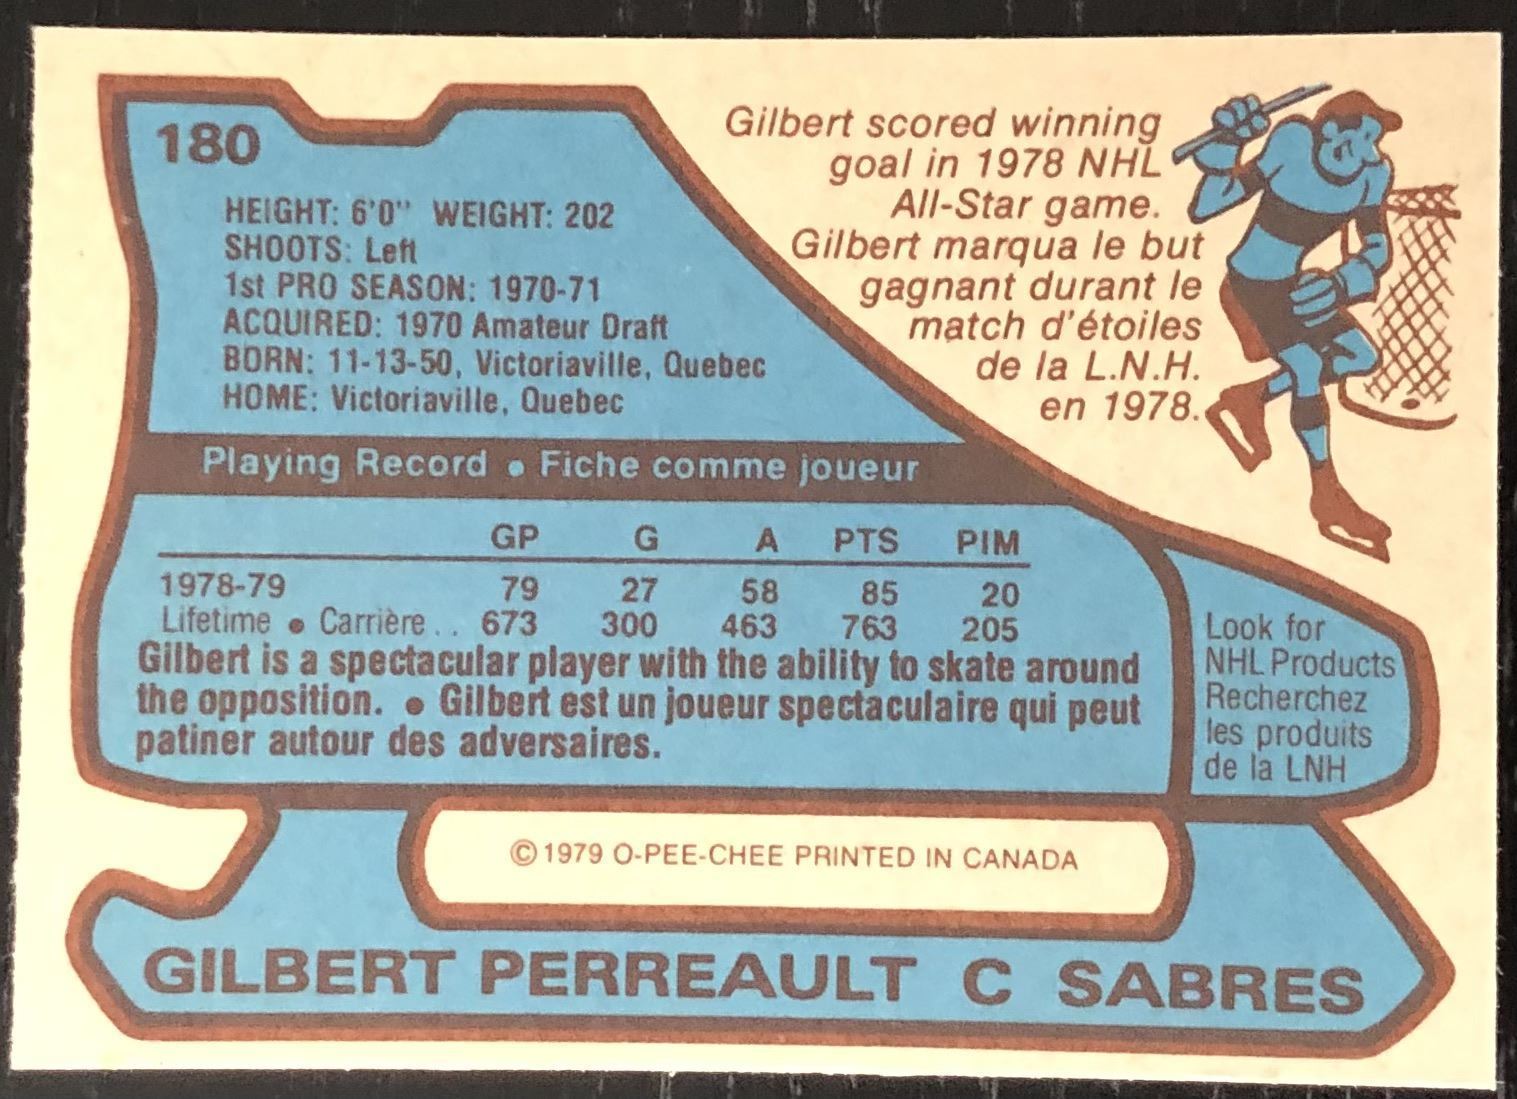 180
HEIGHT: 6'0" WEIGHT: 202
SHOOTS: Left
1st PRO SEASON: 1970-71
ACQUIRED: 1970 Amateur Draft
BORN: 11-13-50, Victoriaville, Quebec
HOME: Victoriaville, Quebec
Gilbert scored winning
goal in 1978 NHL
All-Star game.
Gilbert marqua le but
gagnant durant le
match d'étoiles
de la L.N.H.
en 1978.
Playing Record • Fiche comme joueur
GP G A PTS PIM
1978-79 79 27 58 85 20
Lifetime • Carrière .. 673 300 463 763 205
Gilbert is a spectacular player with the ability to skate around
the opposition. • Gilbert est un joueur spectaculaire qui peut
patiner autour des adversaires.
Look for
NHL Products
Recherchez
les produits
de la LNH
© 1979 O-PEE-CHEE PRINTED IN CANADA
GILBERT PERREAULT C SABRES